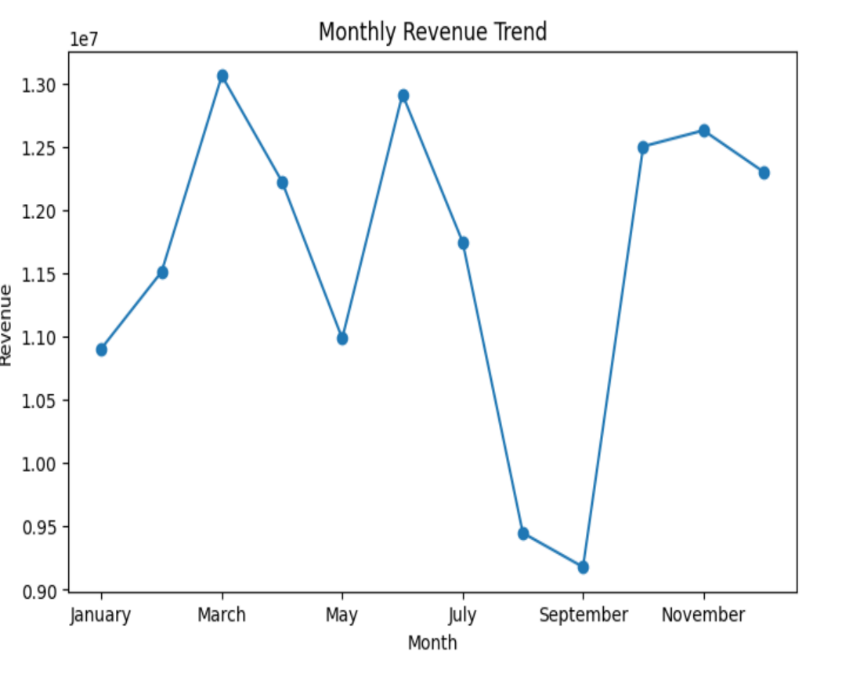 Monthly Revenue Trend
1e7
1.30
1.25
1.20
1.15
1.10
1.05
1.00
0.95
0.90
Revenue
January March May July September November
Month